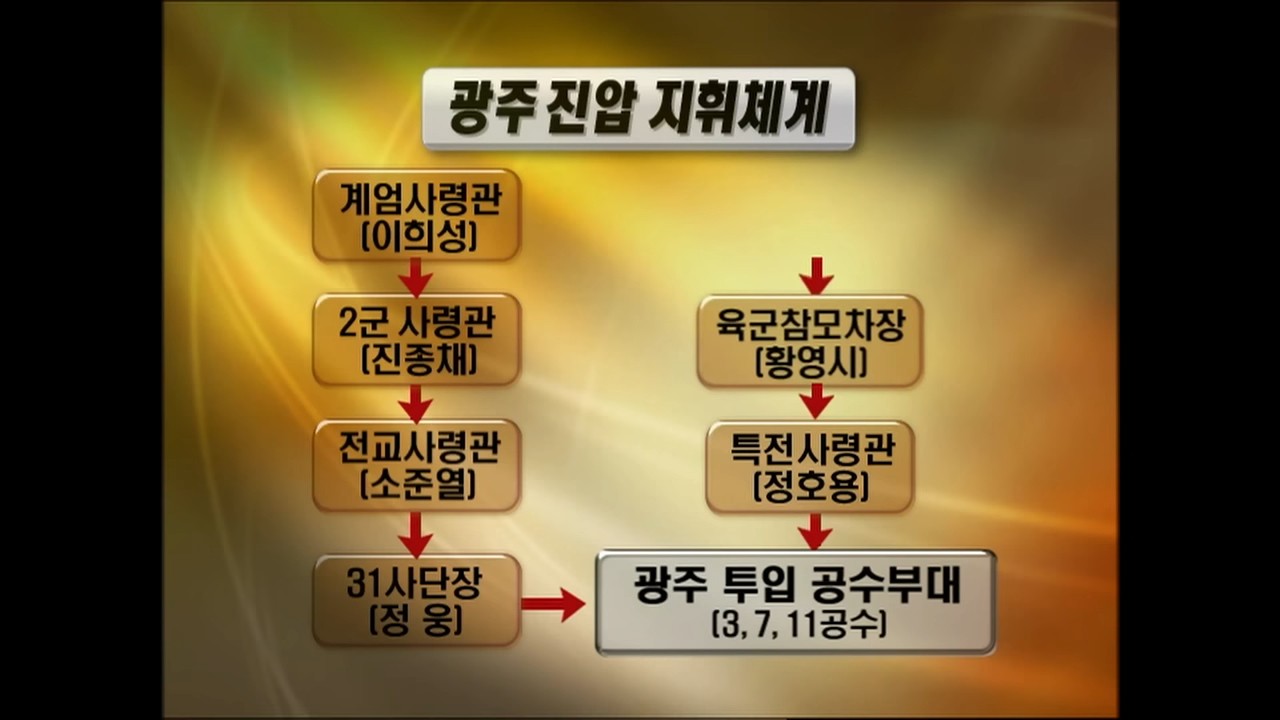 광주 진압 지휘체계
계엄사령관
(이희성)
2군 사령관
(진종채)
전교사령관
(소준열)
31사단장
(정 웅)
육군참모차장
(황영시)
특전사령관
(정호용)
광주 투입 공수부대
(3, 7, 11공수)